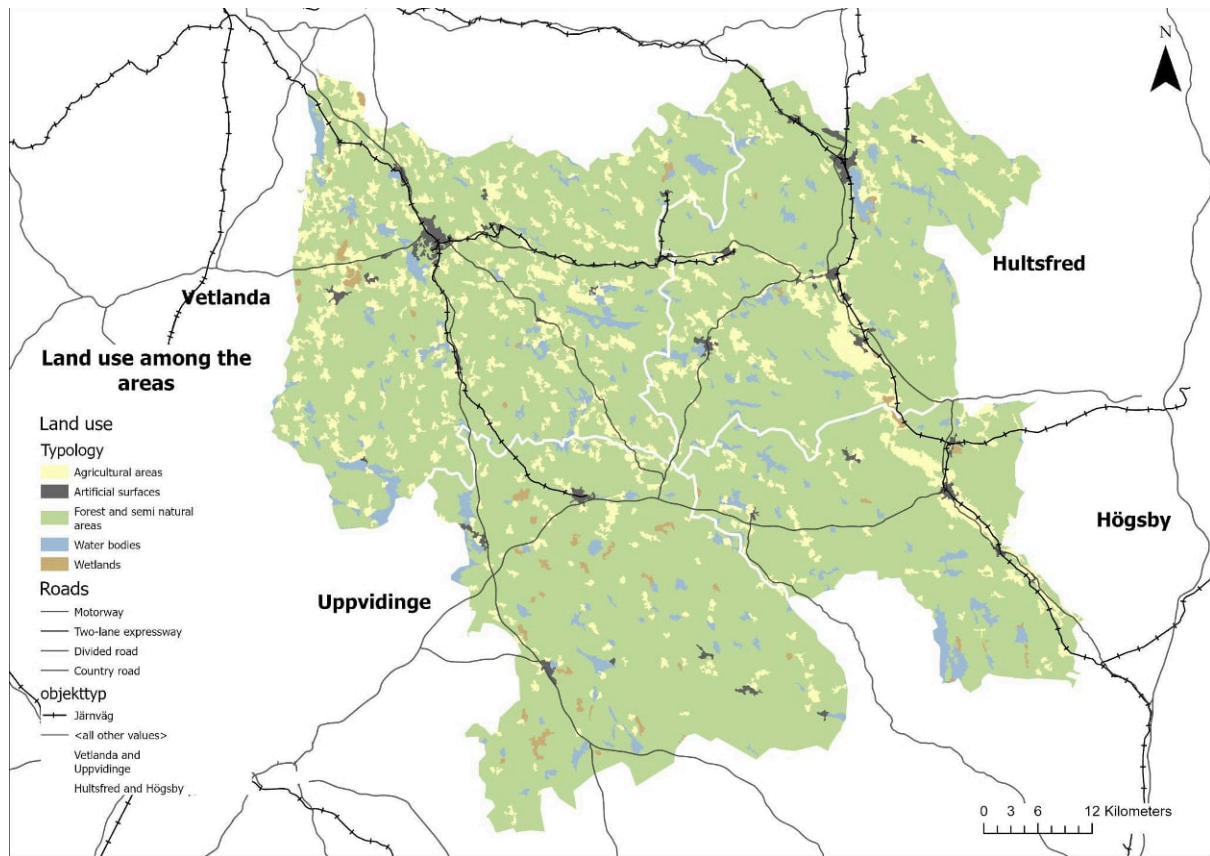 N
Hultsfred
Vetlanda
Land use among the
areas
Land use
Typology
Agricultural areas
Artificial surfaces
Forest and semi natural
areas
Water bodies
Wetlands
Högsby
Uppvidinge
Roads
Motorway
Two-lane expressway
Divided road
Country road
objekttyp
Järnväg
<all other values>
Vetlanda and
Uppvidinge
Hultsfred and Högsby
0 3 6 12 Kilometers